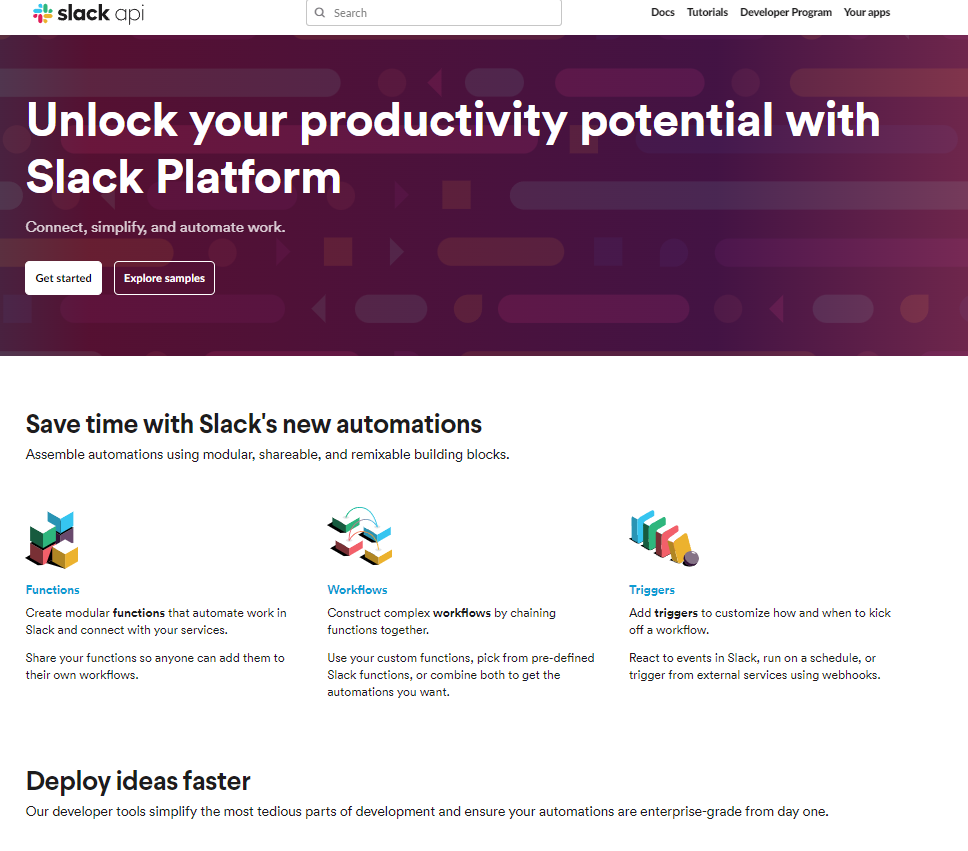 slack api
Search
Docs Tutorials Developer Program Your apps
Unlock your productivity potential with
Slack Platform
Connect, simplify, and automate work.
Get started
Explore samples
Save time with Slack's new automations
Assemble automations using modular, shareable, and remixable building blocks.
Functions
Create modular functions that automate work in
Slack and connect with your services.
Share your functions so anyone can add them to
their own workflows.
Workflows
Construct complex workflows by chaining
functions together.
Use your custom functions, pick from pre-defined
Slack functions, or combine both to get the
automations you want.
Triggers
Add triggers to customize how and when to kick
off a workflow.
React to events in Slack, run on a schedule, or
trigger from external services using webhooks.
Deploy ideas faster
Our developer tools simplify the most tedious parts of development and ensure your automations are enterprise-grade from day one.